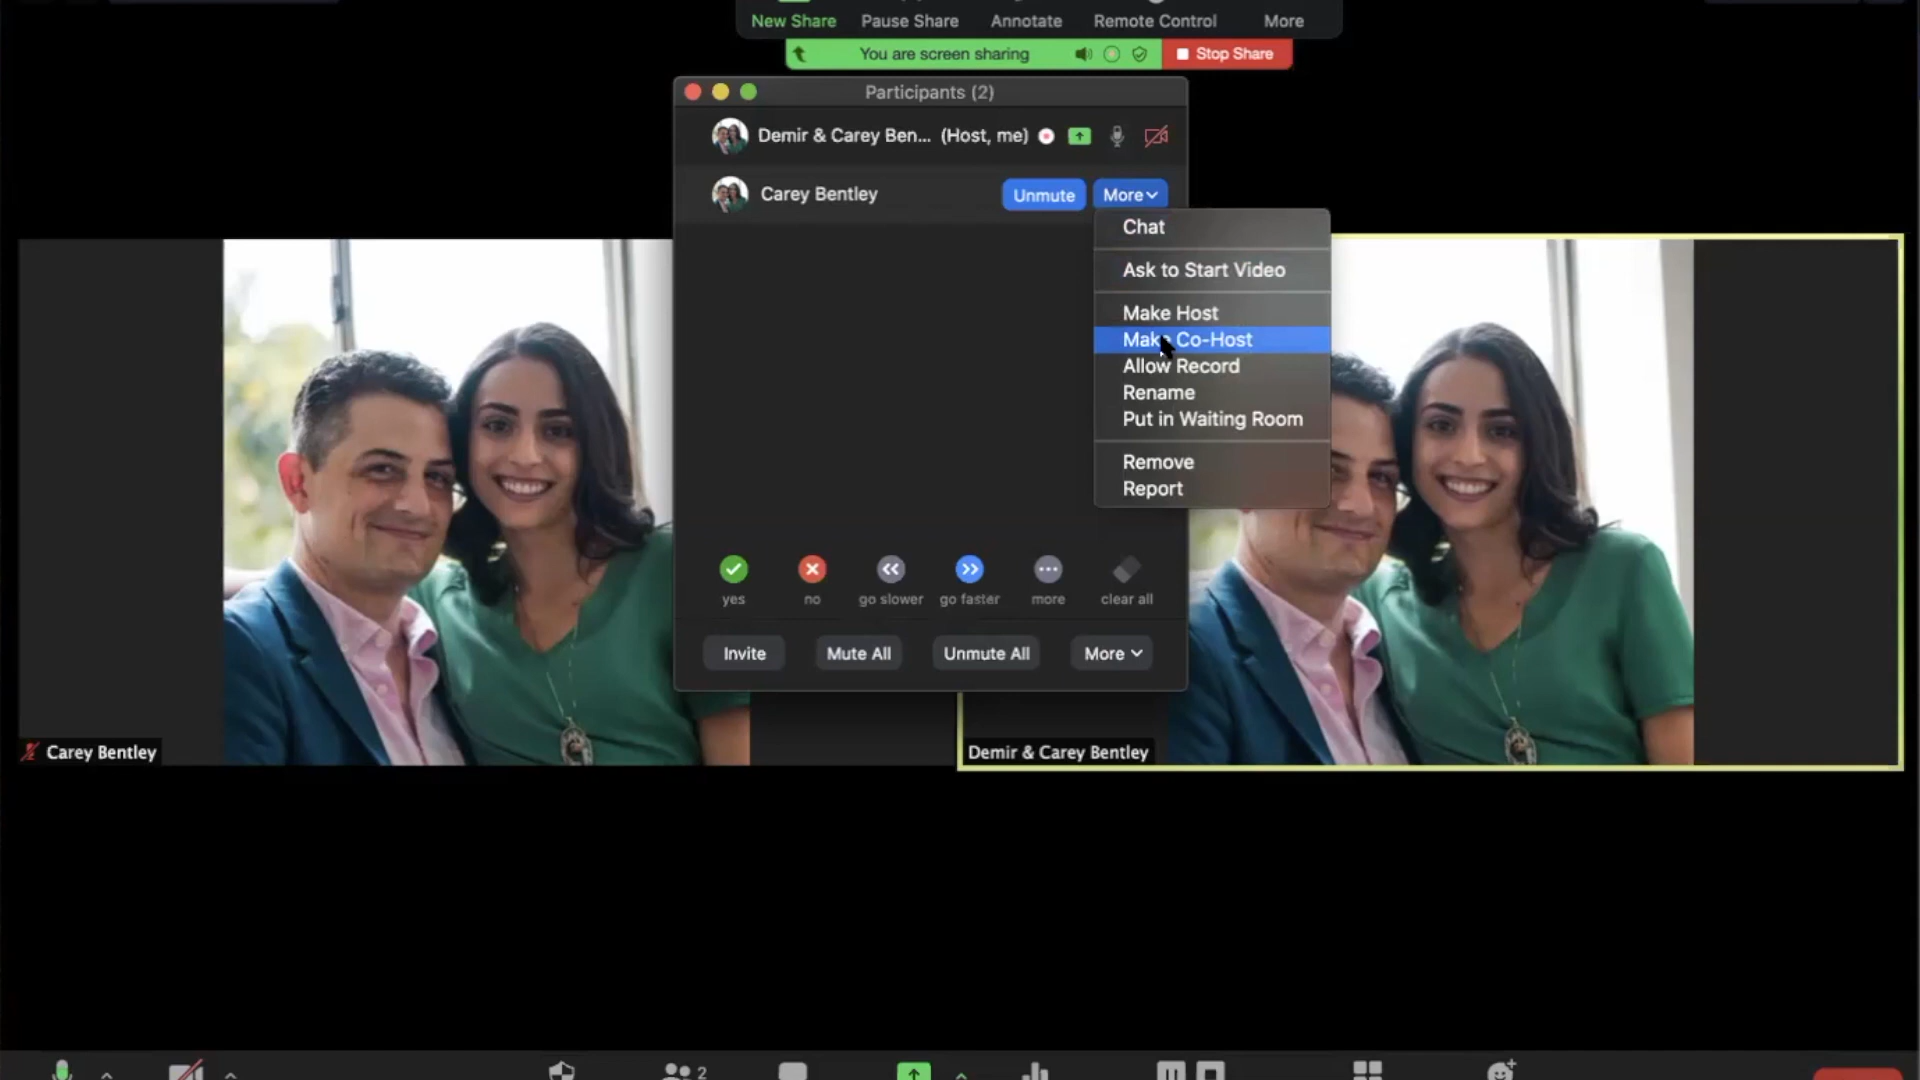 New Share Pause Share Annotate Remote Control More
You are screen sharing Stop Share
Participants (2)
Demir & Carey Ben... (Host, me)
Carey Bentley Unmute More
Chat
Ask to Start Video
Make Host
Make Co-Host
Allow Record
Rename
Put in Waiting Room
Remove
Report
yes no go slower go faster more clear all
Invite Mute All Unmute All More
Carey Bentley
Demir & Carey Bentley
2